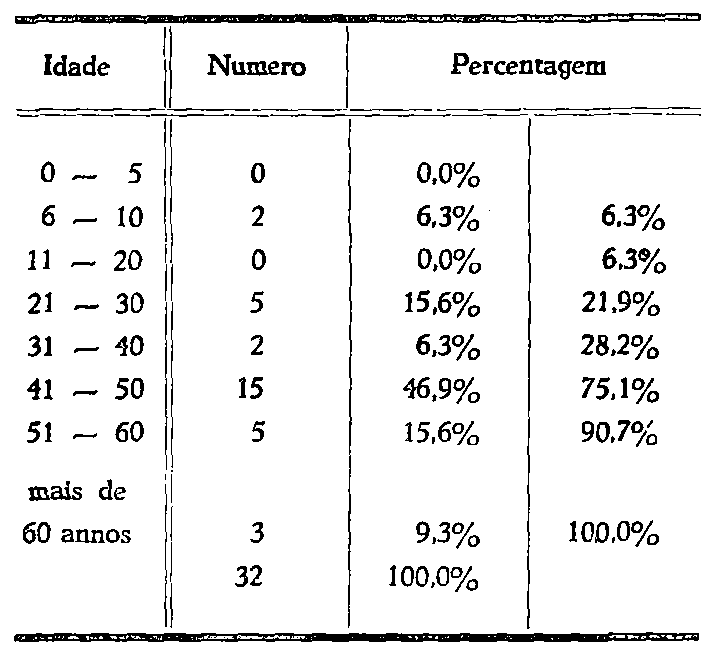 Idade Numero Percentagem
0 — 5 0 0,0%
6 — 10 2 6,3% 6,3%
11 — 20 0 0,0% 6,3%
21 — 30 5 15,6% 21,9%
31 — 40 2 6,3% 28,2%
41 — 50 15 46,9% 75,1%
51 — 60 5 15,6% 90,7%
mais de
60 annos 3 9,3% 100,0%
32 100,0%